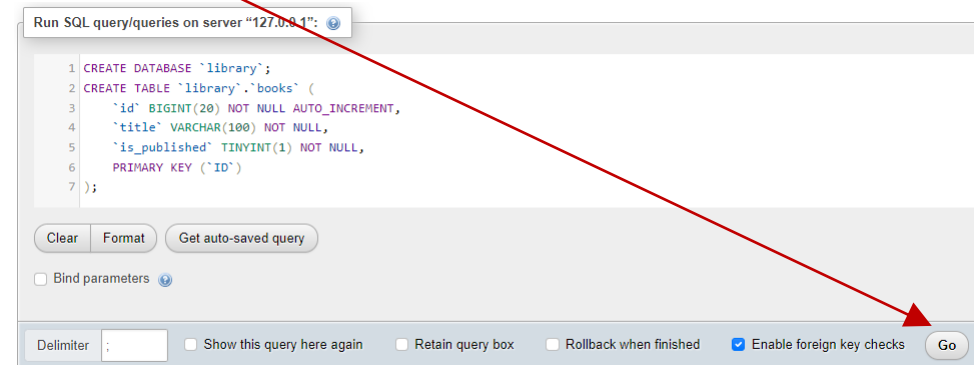 Run SQL query/queries on server “127.0.0.1”:
1 CREATE DATABASE `library`;
2 CREATE TABLE `library`.`books` (
3     `id` BIGINT(20) NOT NULL AUTO_INCREMENT,
4     `title` VARCHAR(100) NOT NULL,
5     `is_published` TINYINT(1) NOT NULL,
6     PRIMARY KEY (`ID`)
7 );
Clear Format Get auto-saved query
Bind parameters
Delimiter ; Show this query here again Retain query box Rollback when finished Enable foreign key checks Go